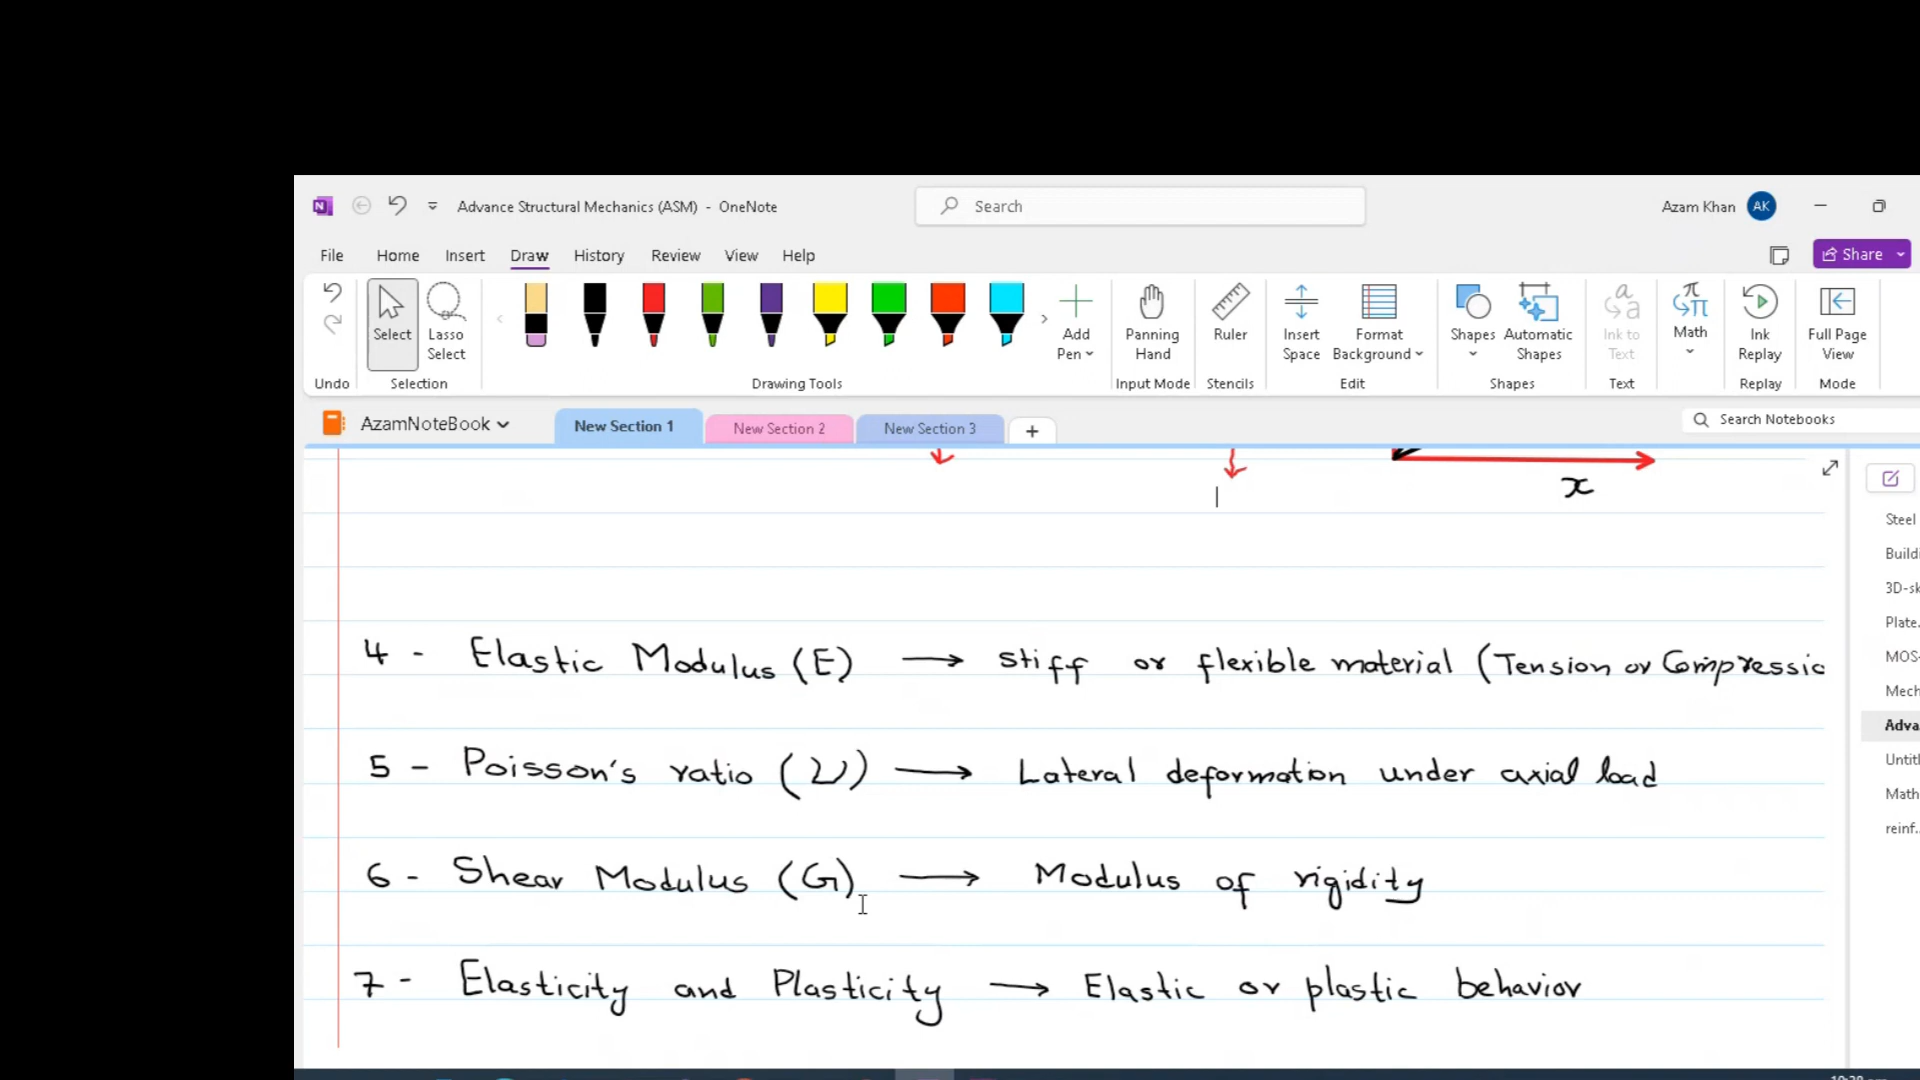 Advance Structural Mechanics (ASM) - OneNote
Search
Azam Khan AK
File Home Insert Draw History Review View Help
Share
Select
Lasso Select
Add Pen
Panning Hand
Ruler
Insert Space
Format Background
Shapes
Automatic Shapes
Ink to Text
Math
Ink Replay
Full Page View
Undo Selection Drawing Tools Input Mode Stencils Edit Shapes Text Replay Mode
AzamNoteBook New Section 1 New Section 2 New Section 3 + Search Notebooks
x
4 - Elastic Modulus (E) → stiff or flexible material (Tension or Compressio
5 - Poisson's ratio (ν) → Lateral deformation under axial load
6 - Shear Modulus (G) → Modulus of rigidity
7 - Elasticity and Plasticity → Elastic or plastic behavior
Steel
Buildi
3D-sk
Plate.
MOS-
Mech
Adva
Untitl
Math
reinf..